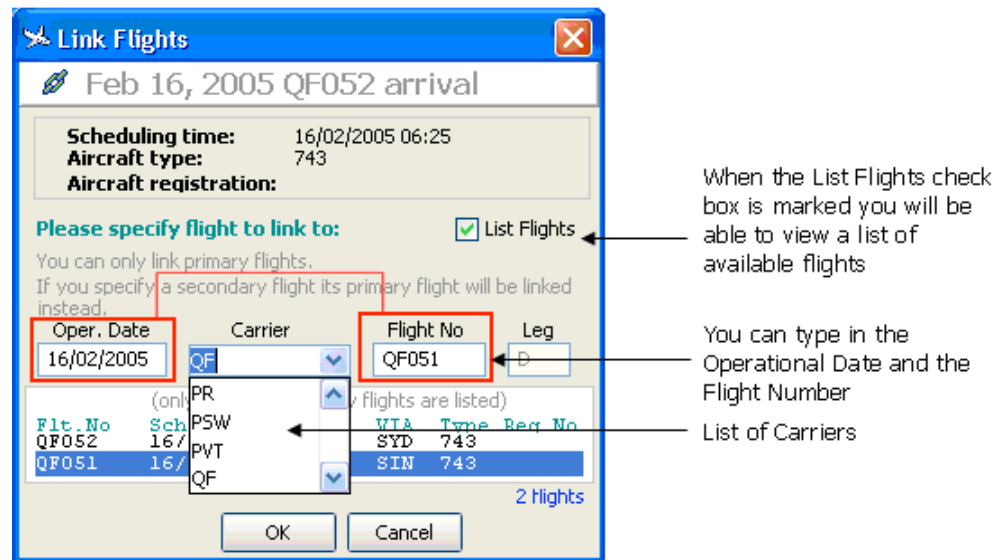 Link Flights
Feb 16, 2005 QF052 arrival
Scheduling time: 16/02/2005 06:25
Aircraft type: 743
Aircraft registration:
When the List Flights check
box is marked you will be
able to view a list of
available flights
Please specify flight to link to: List Flights
You can only link primary flights.
If you specify a secondary flight its primary flight will be linked
instead.
Oper. Date Carrier Flight No Leg
16/02/2005 QF QF051 D
You can type in the
Operational Date and the
Flight Number
List of Carriers
PR
PSW
PVT
QF
(only flights are listed)
Flt.No Sch VIA Type Reg No
QF052 16/ SYD 743
QF051 16/ SIN 743
2 flights
OK Cancel